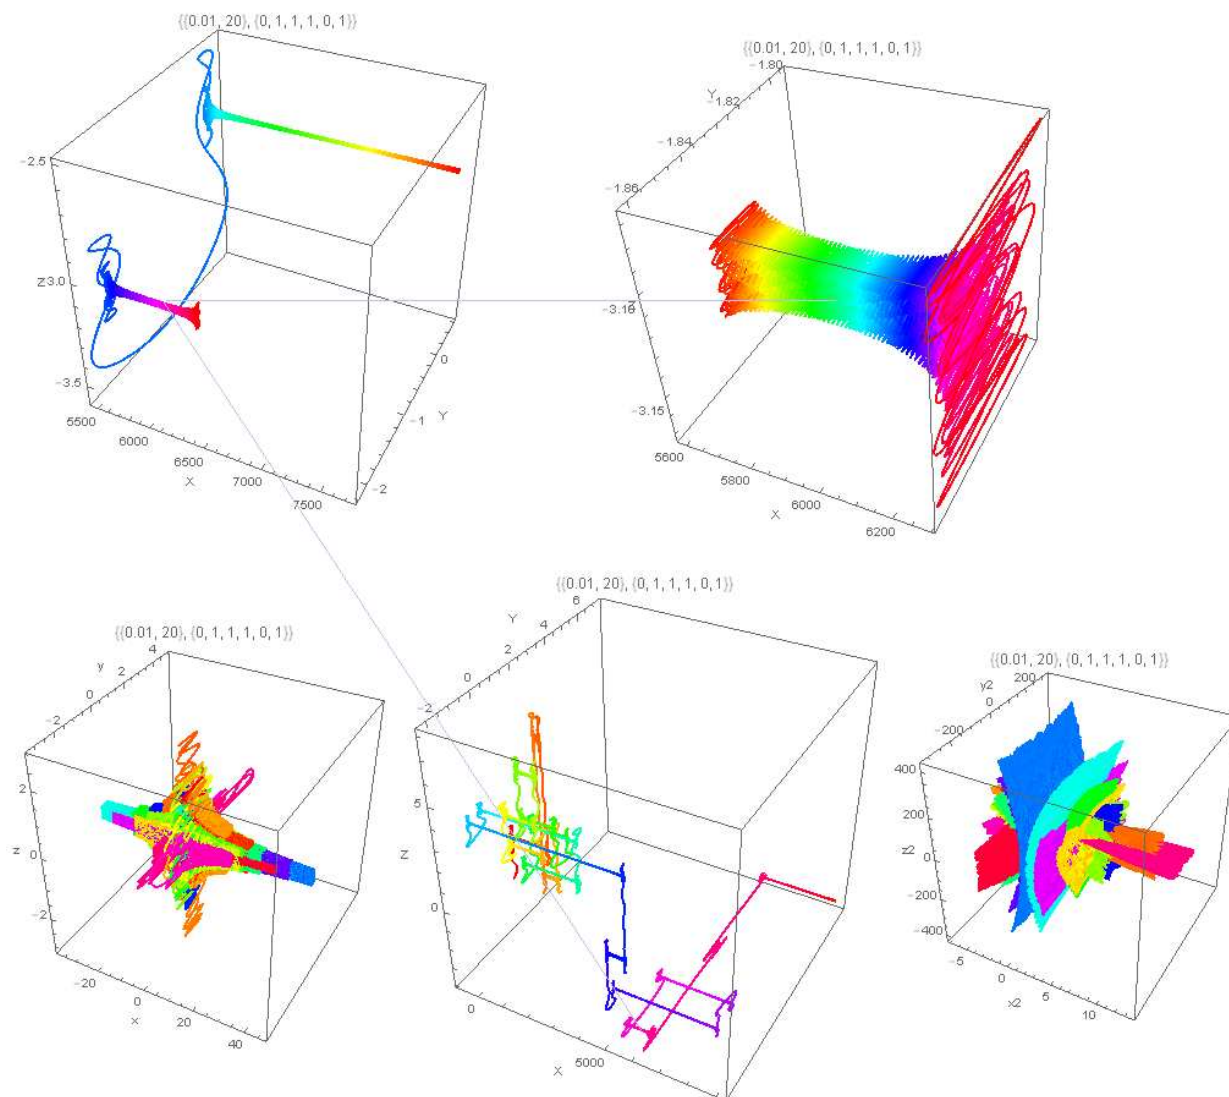 {{0.01, 20}, {0, 1, 1, 1, 0, 1}}
-2.5
Z3.0
-3.5
5500
6000
6500
7000
7500
X
0
-1
-2
Y
{{0.01, 20}, {0, 1, 1, 1, 0, 1}}
-1.80
-1.82
-1.84
-1.86
Y
-3.10
-3.15
5600
5800
6000
6200
X
{{0.01, 20}, {0, 1, 1, 1, 0, 1}}
4
2
0
-2
y
2
z 0
-2
-20
0
20
40
x
{{0.01, 20}, {0, 1, 1, 1, 0, 1}}
6
4
2
0
-2
Y
5
Z
0
0
5000
X
{{0.01, 20}, {0, 1, 1, 1, 0, 1}}
200
0
-200
y2
400
200
z2
0
-200
-400
-5
0
5
10
x2